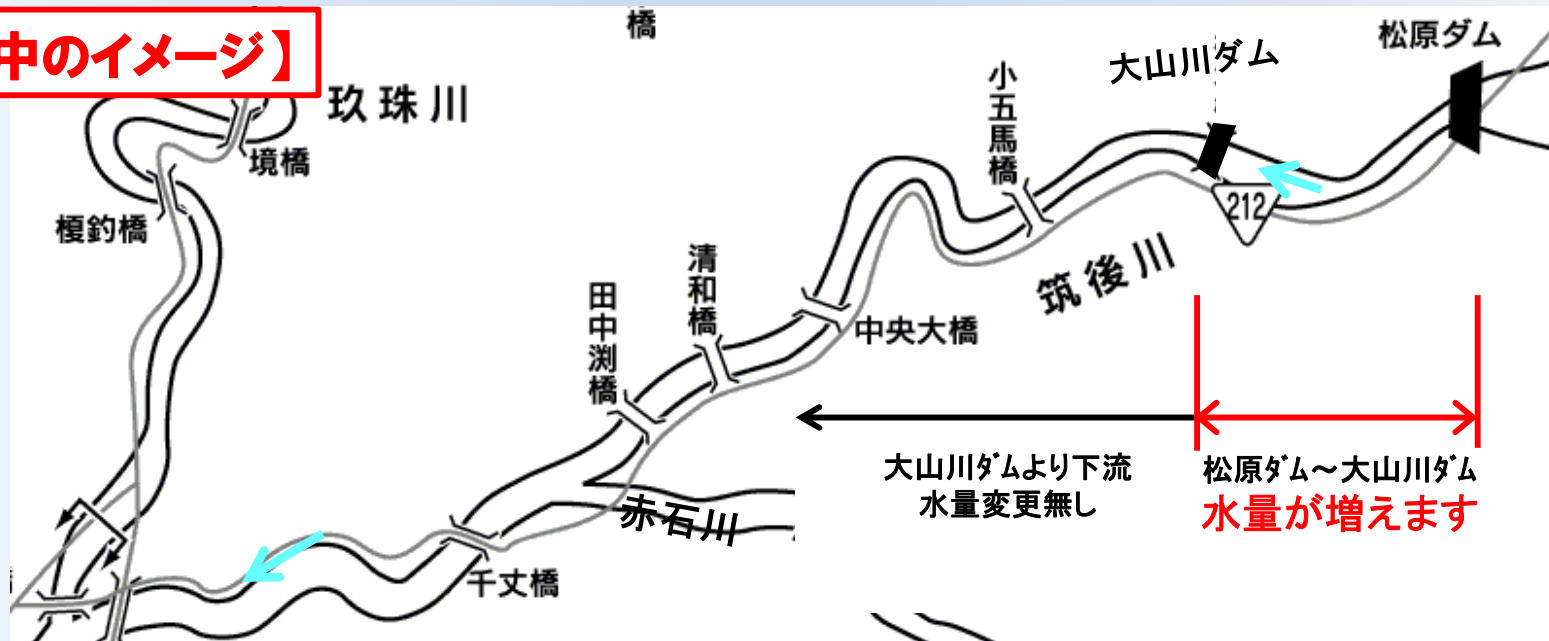 中のイメージ】
橋
松原ダム
大山川ダム
玖珠川
小五馬橋
境橋
榎釣橋
212
筑後川
清和橋
田中渕橋
中央大橋
大山川ダムより下流
水量変更無し
松原ダム～大山川ダム
水量が増えます
赤石川
千丈橋